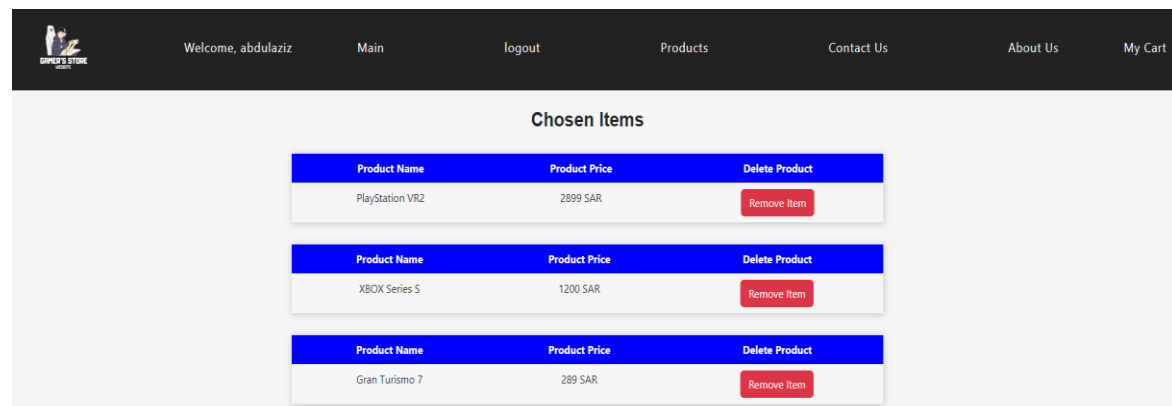 GAMER'S STORE
WEBSITE
Welcome, abdulaziz Main logout Products Contact Us About Us My Cart
Chosen Items
Product Name Product Price Delete Product
PlayStation VR2 2899 SAR Remove Item
Product Name Product Price Delete Product
XBOX Series S 1200 SAR Remove Item
Product Name Product Price Delete Product
Gran Turismo 7 289 SAR Remove Item